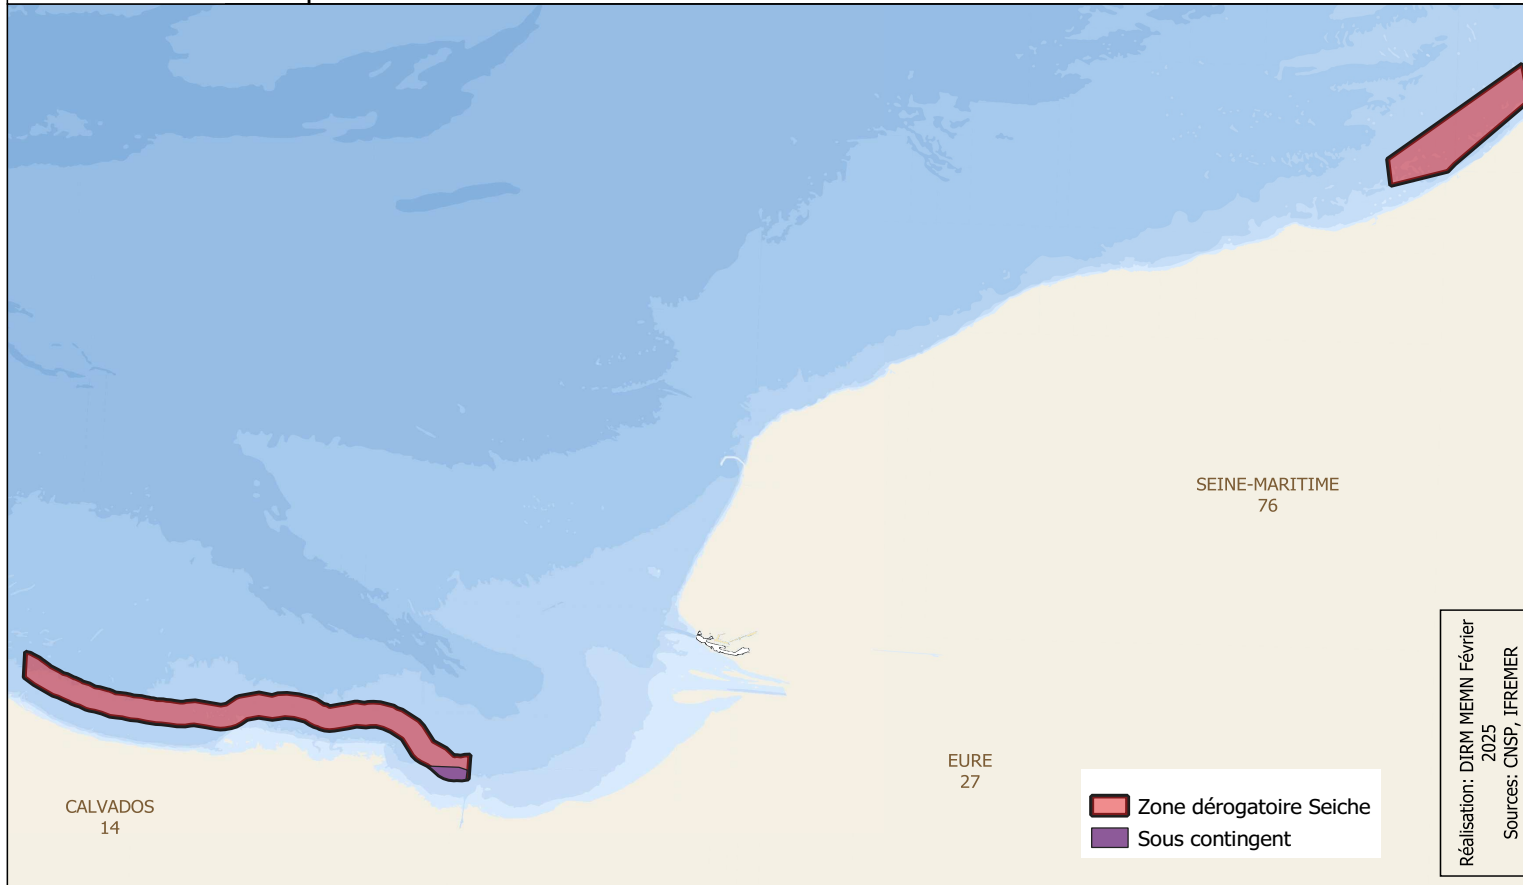 SEINE-MARITIME
76
EURE
27
CALVADOS
14
Zone dérogatoire Seiche
Sous contingent
Réalisation: DIRM MEMN Février
2025
Sources: CNSP, IFREMER